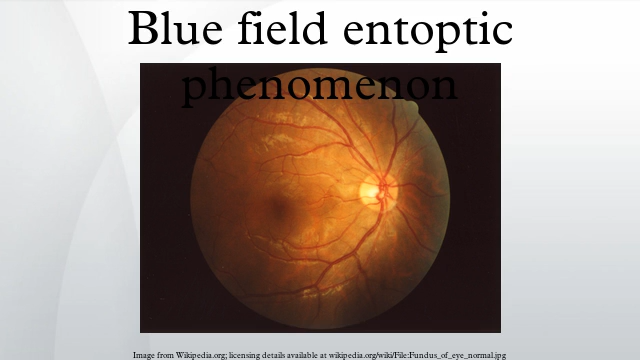 Blue field entoptic
phenomenon
Image from Wikipedia.org; licensing details available at wikipedia.org/wiki/File:Fundus_of_eye_normal.jpg